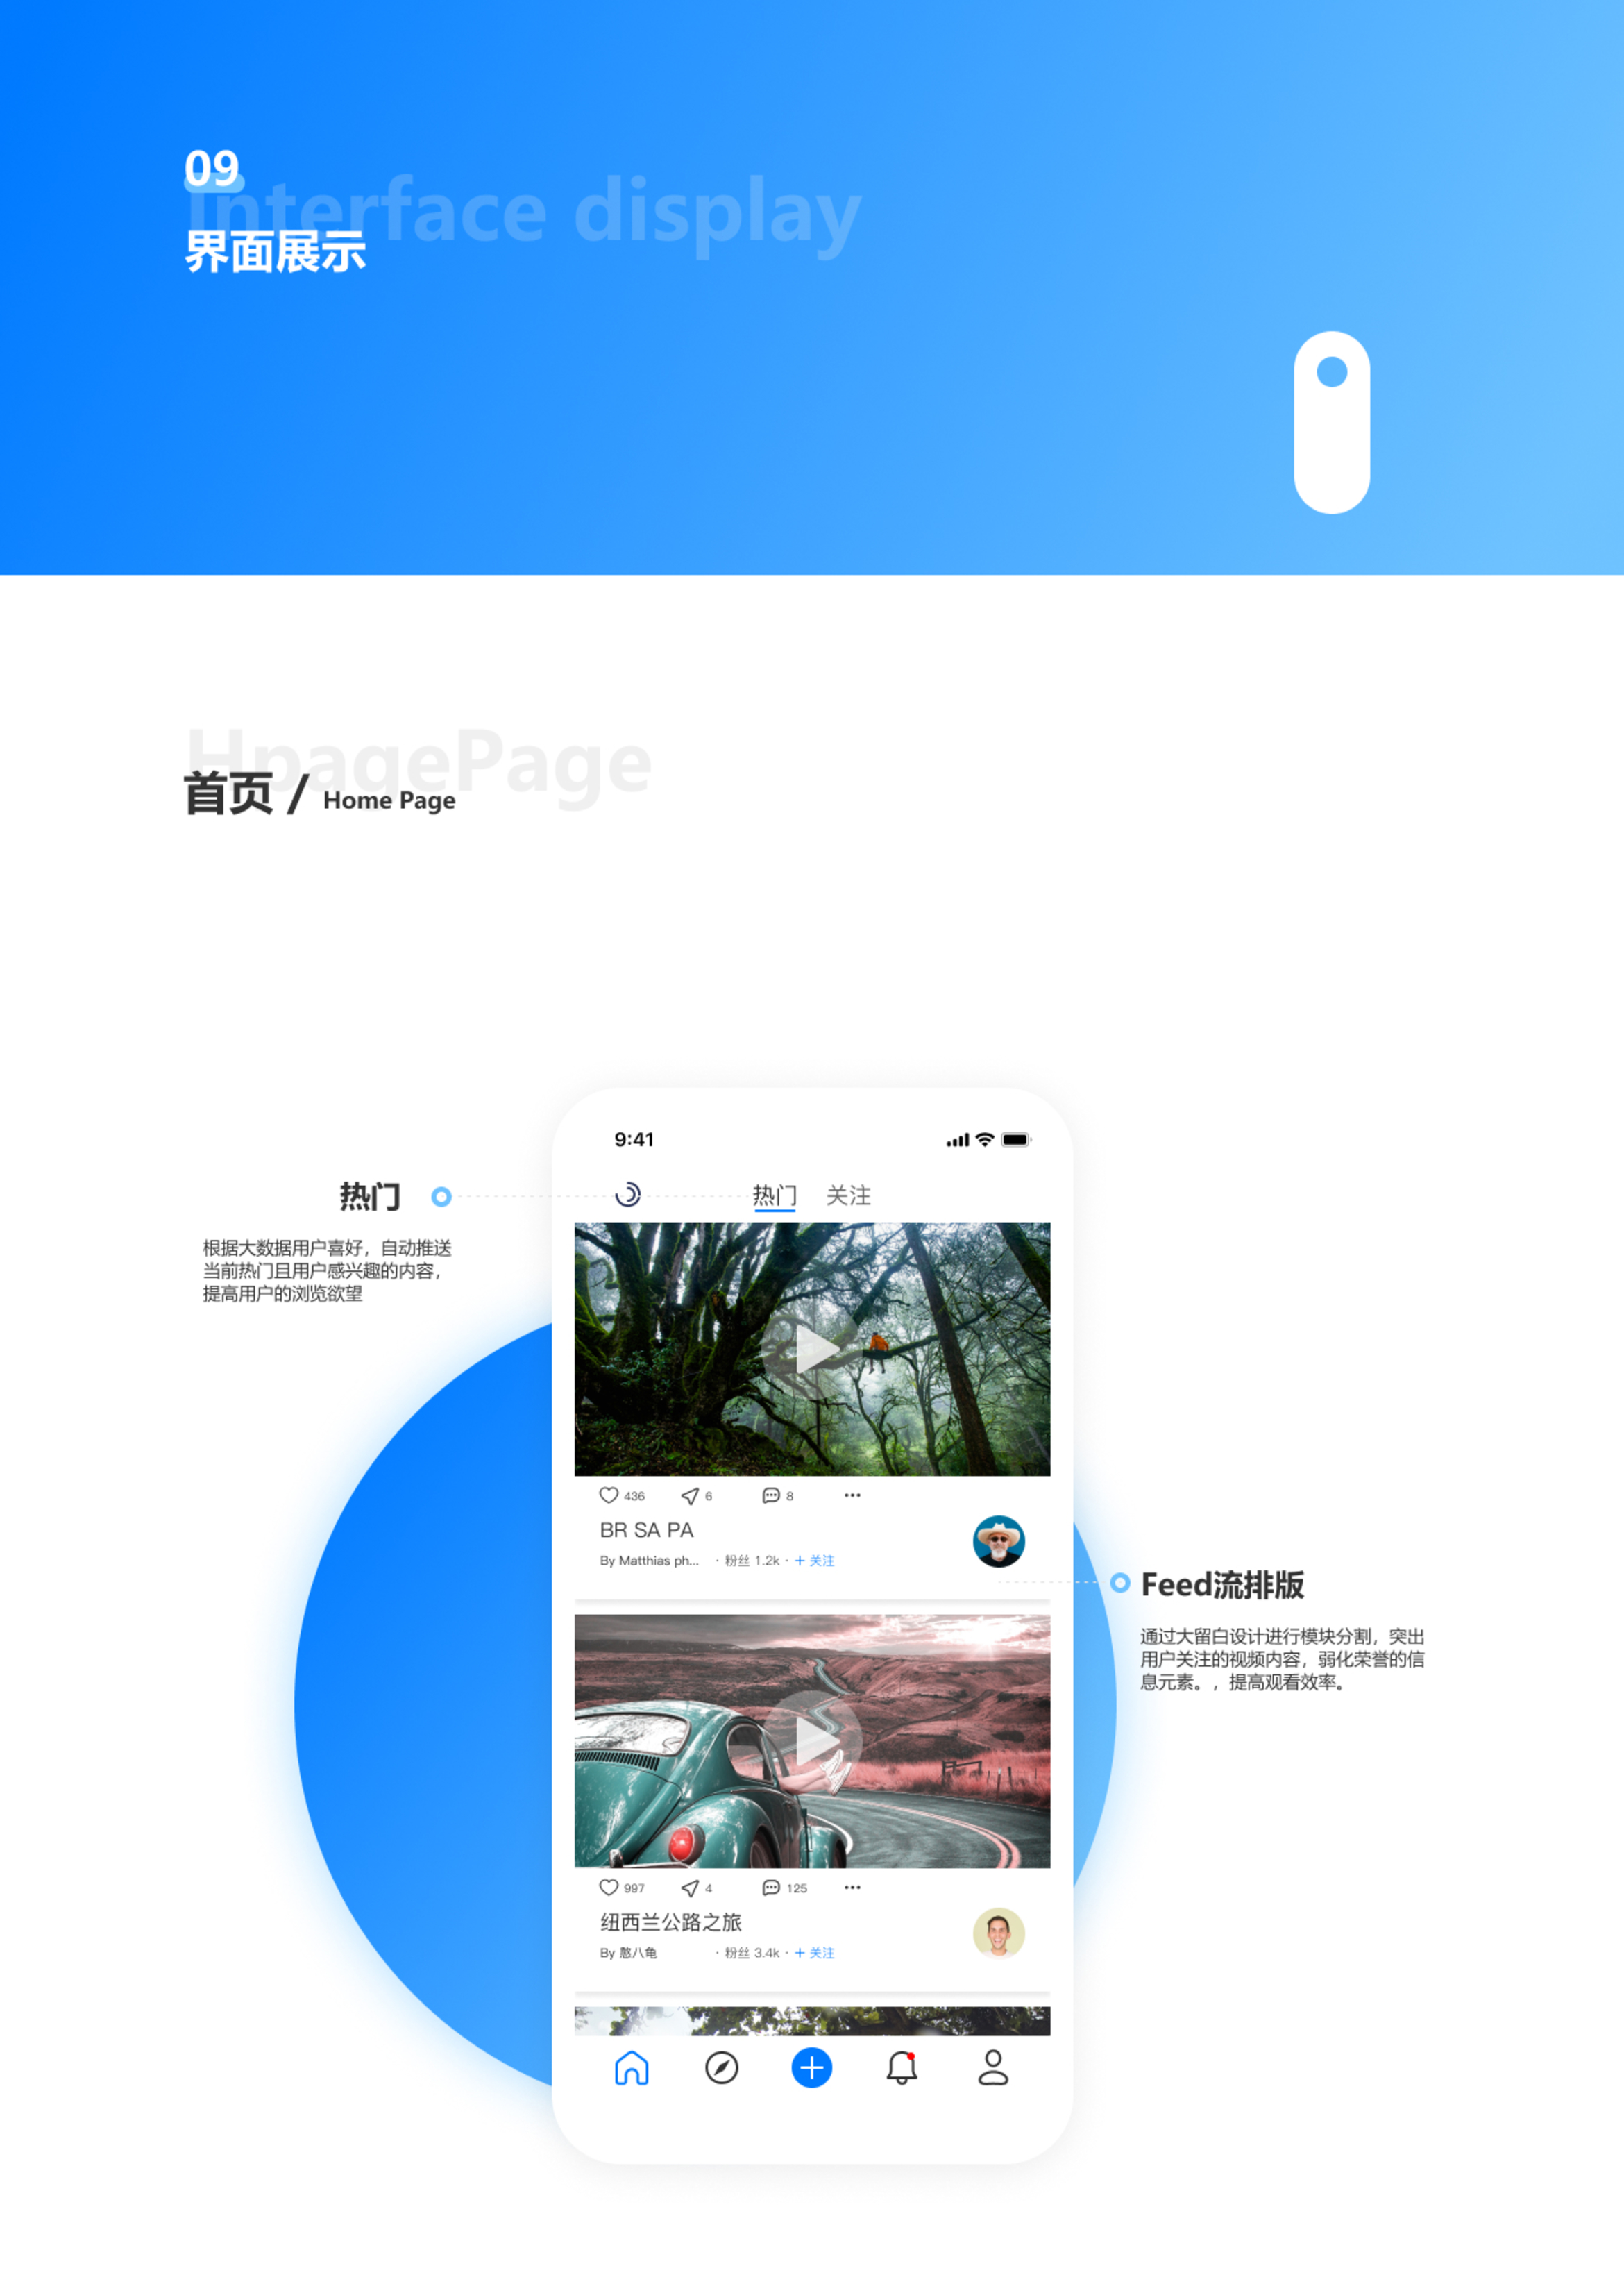 09
Interface display
界面展示
HpagePage
首页 / Home Page
9:41
热门 关注
热门
根据大数据用户喜好，自动推送
当前热门且用户感兴趣的内容，
提高用户的浏览欲望
436 6 8
BR SA PA
By Matthias ph... · 粉丝 1.2k · + 关注
Feed流排版
通过大留白设计进行模块分割，突出
用户关注的视频内容，弱化荣誉的信
息元素。，提高观看效率。
997 4 125
纽西兰公路之旅
By 憨八龟 · 粉丝 3.4k · + 关注